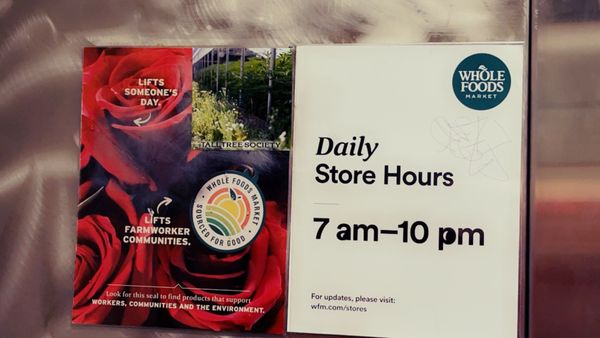 LIFTS
SOMEONE'S
DAY.
TALLTREE SOCIETY
WHOLE FOODS MARKET
SOURCED FOR GOOD
LIFTS
FARMWORKER
COMMUNITIES.
Look for this seal to find products that support
WORKERS, COMMUNITIES AND THE ENVIRONMENT.
WHOLE
FOODS
MARKET
Daily
Store Hours
7 am–10 pm
For updates, please visit:
wfm.com/stores